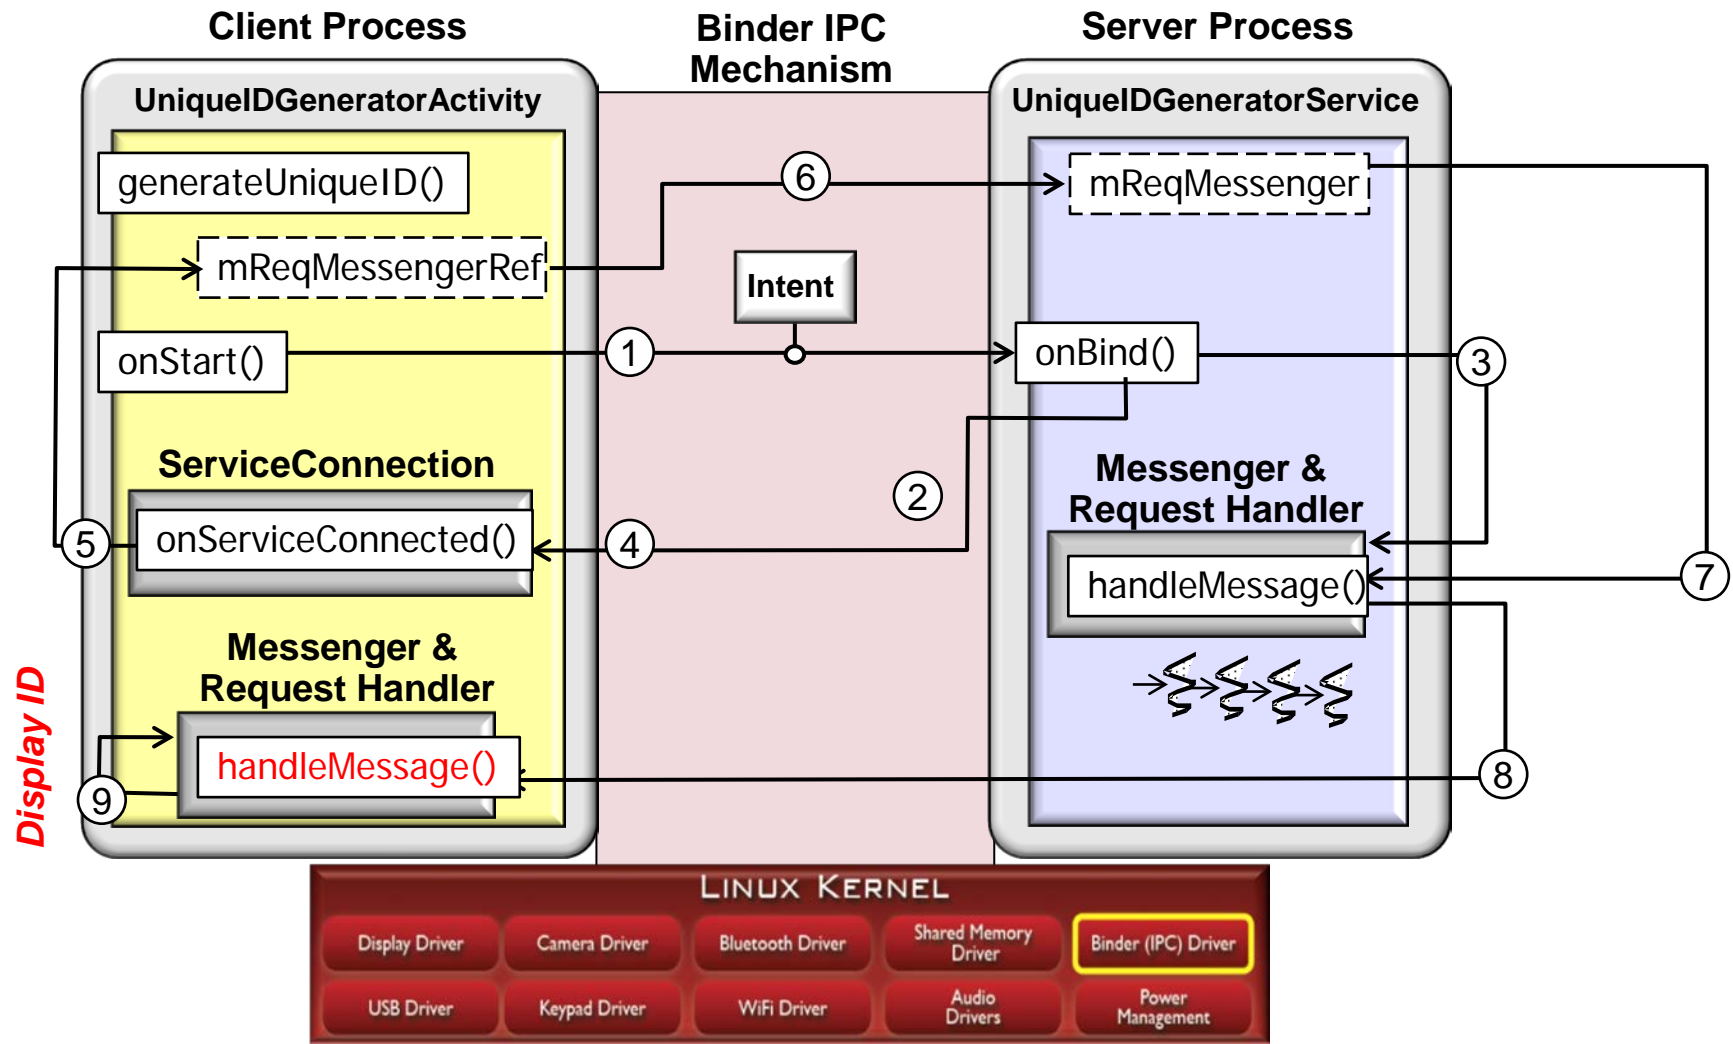 Client Process
Binder IPC
Mechanism
Server Process
UniqueIDGeneratorActivity
UniqueIDGeneratorService
generateUniqueID()
6
mReqMessenger
mReqMessengerRef
Intent
onStart()
1
onBind()
3
ServiceConnection
2
Messenger &
Request Handler
5
onServiceConnected()
4
handleMessage()
7
Messenger &
Request Handler
Display ID
handleMessage()
9
8
LINUX KERNEL
Display Driver
Camera Driver
Bluetooth Driver
Shared Memory
Driver
Binder (IPC) Driver
USB Driver
Keypad Driver
WiFi Driver
Audio
Drivers
Power
Management